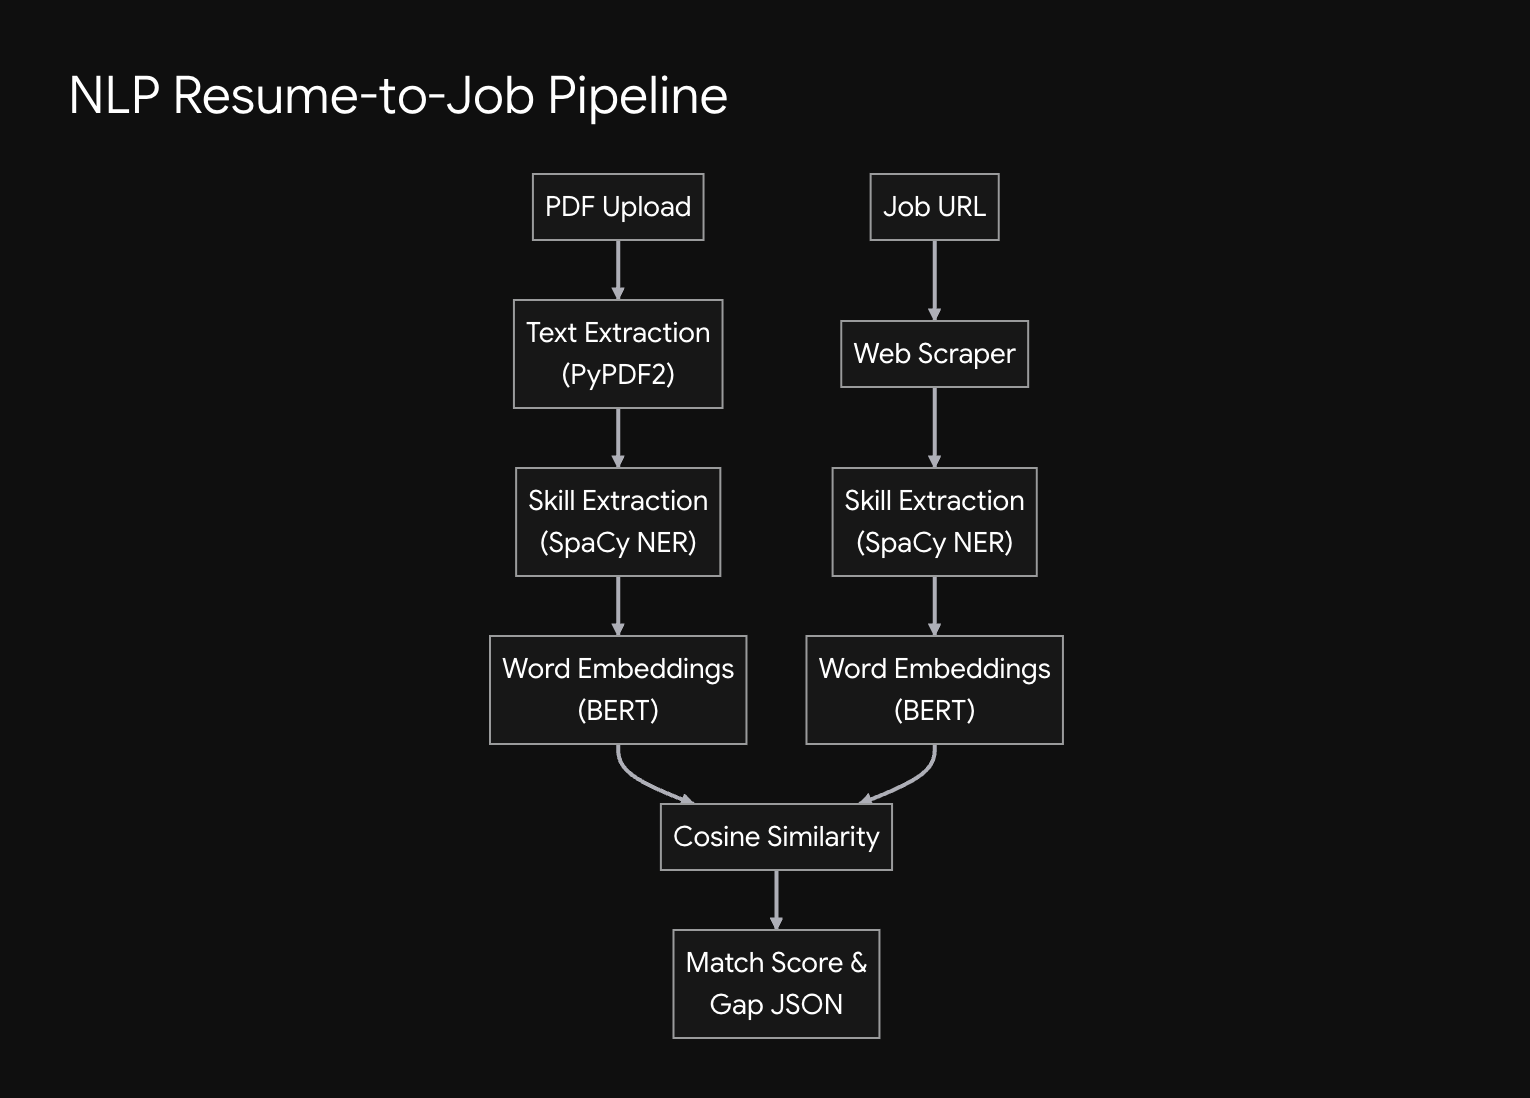 NLP Resume-to-Job Pipeline
PDF Upload
Job URL
Text Extraction
(PyPDF2)
Web Scraper
Skill Extraction
(SpaCy NER)
Skill Extraction
(SpaCy NER)
Word Embeddings
(BERT)
Word Embeddings
(BERT)
Cosine Similarity
Match Score &
Gap JSON